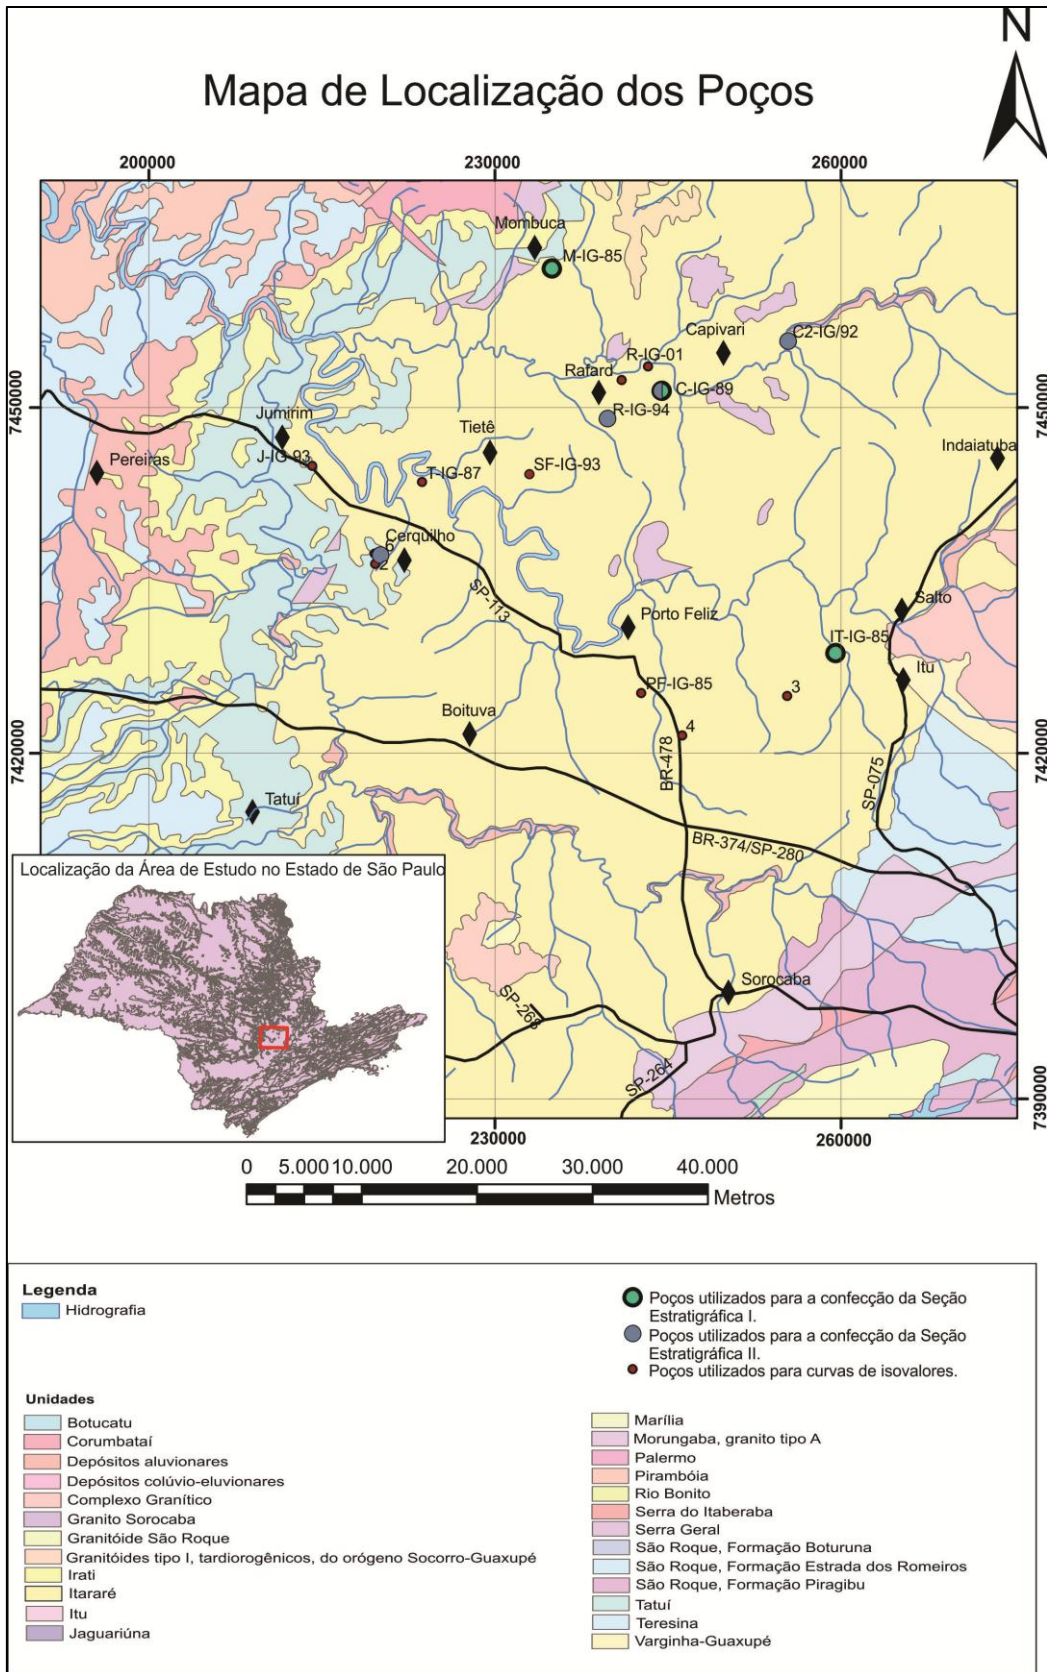 N
Mapa de Localização dos Poços
200000
230000
260000
Mombuca
M-IG-85
Capivari
C2-IG/92
R-IG-01
Rafard
C-IG-89
7450000
7450000
R-IG-94
Jumirim
Tietê
Indaiatuba
J-IG-93
Pereiras
T-IG-87
SF-IG-93
6
Cerquilho
2
SP-113
Salto
Porto Feliz
IT-IG-85
Itu
PF-IG-85
3
Boituva
4
BR-478
7420000
7420000
SP-075
Tatuí
BR-374/SP-280
Localização da Área de Estudo no Estado de São Paulo
Sorocaba
SP-268
SP-264
7390000
230000
260000
0 5.000 10.000 20.000 30.000 40.000
Metros
Legenda
Hidrografia
Poços utilizados para a confecção da Seção
Estratigráfica I.
Poços utilizados para a confecção da Seção
Estratigráfica II.
Poços utilizados para curvas de isovalores.
Unidades
Botucatu
Corumbataí
Depósitos aluvionares
Depósitos colúvio-eluvionares
Complexo Granítico
Granito Sorocaba
Granitóide São Roque
Granitóides tipo I, tardiorogênicos, do orógeno Socorro-Guaxupé
Irati
Itararé
Itu
Jaguariúna
Marília
Morungaba, granito tipo A
Palermo
Pirambóia
Rio Bonito
Serra do Itaberaba
Serra Geral
São Roque, Formação Boturuna
São Roque, Formação Estrada dos Romeiros
São Roque, Formação Piragibu
Tatuí
Teresina
Varginha-Guaxupé